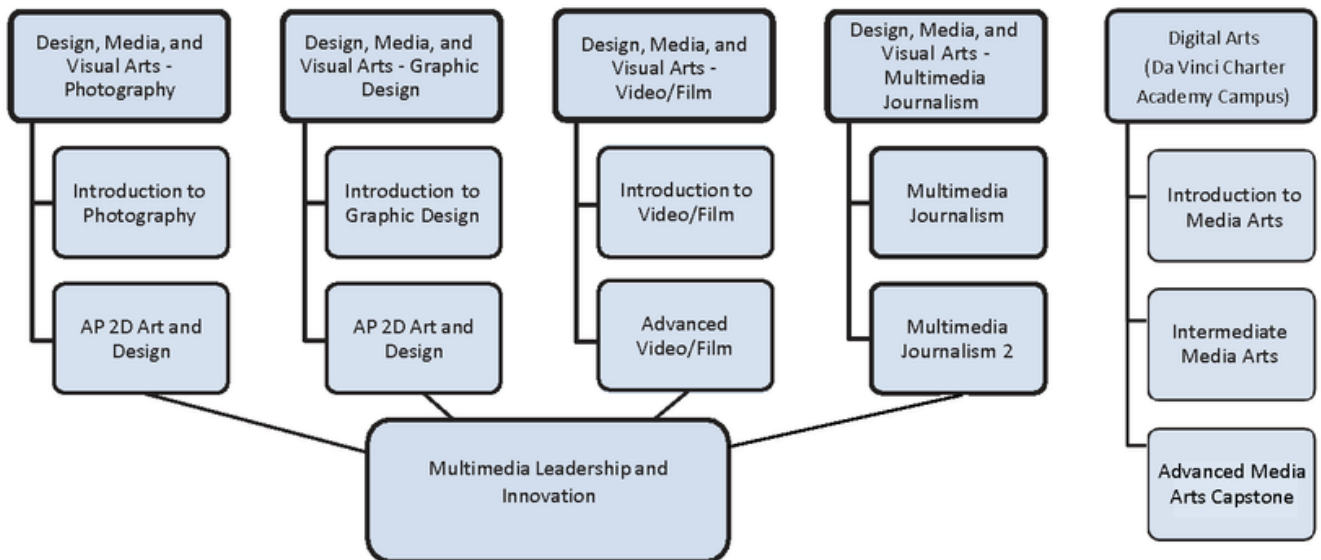 Design, Media, and
Visual Arts -
Photography
Introduction to
Photography
AP 2D Art and
Design
Design, Media, and
Visual Arts - Graphic
Design
Introduction to
Graphic Design
AP 2D Art and
Design
Design, Media, and
Visual Arts -
Video/Film
Introduction to
Video/Film
Advanced
Video/Film
Design, Media, and
Visual Arts -
Multimedia
Journalism
Multimedia
Journalism
Multimedia
Journalism 2
Multimedia Leadership and
Innovation
Digital Arts
(Da Vinci Charter
Academy Campus)
Introduction to
Media Arts
Intermediate
Media Arts
Advanced Media
Arts Capstone